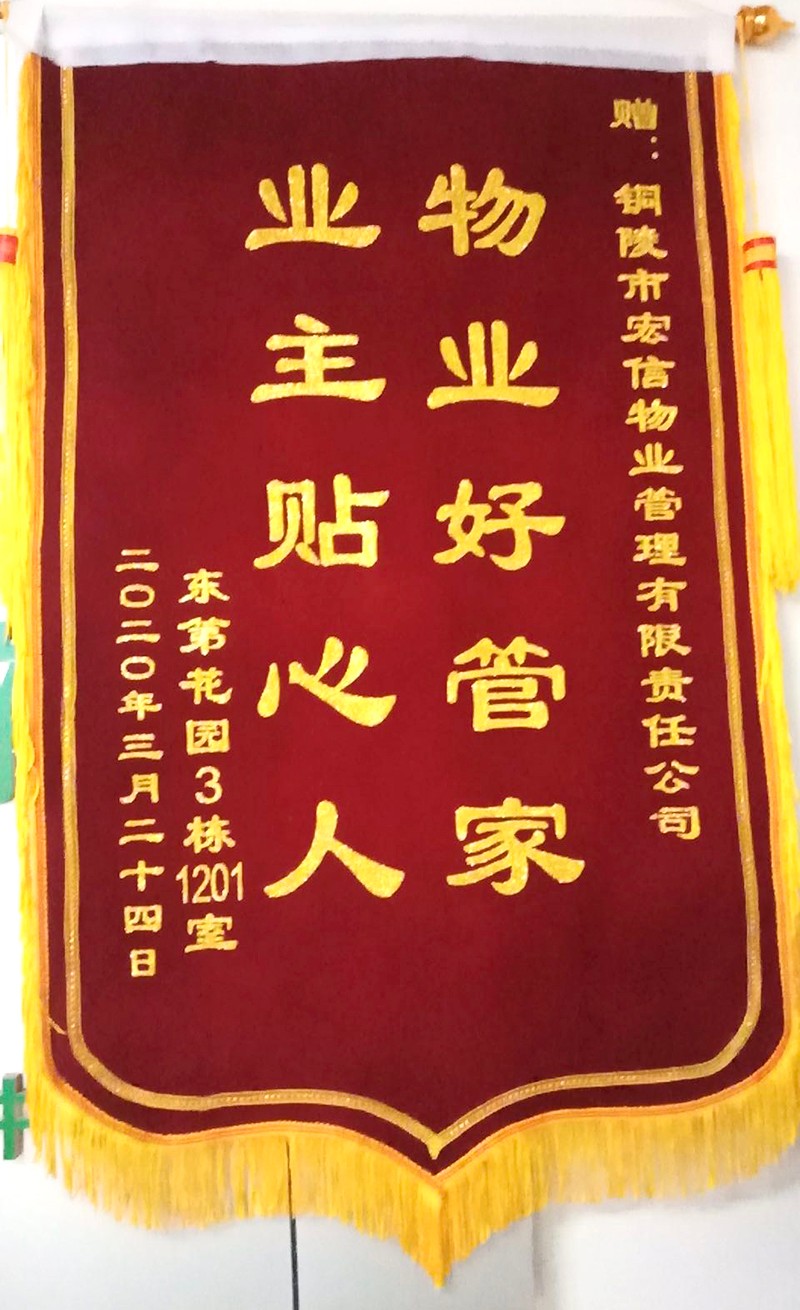 赠：铜陵市宏信物业管理有限责任公司
物业好管家
业主贴心人
东第花园3栋1201室
二〇二〇年三月二十四日